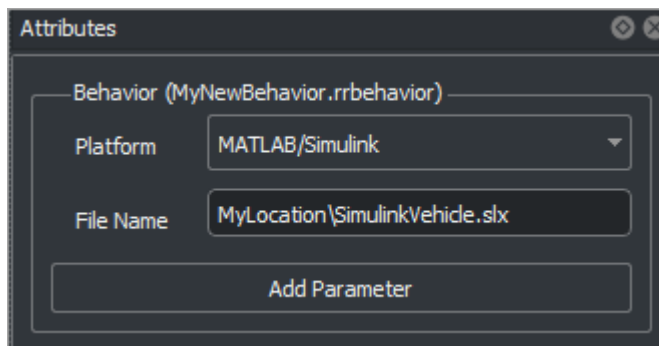 Attributes
Behavior (MyNewBehavior.rrbehavior)
Platform MATLAB/Simulink
File Name MyLocation\SimulinkVehicle.slx
Add Parameter